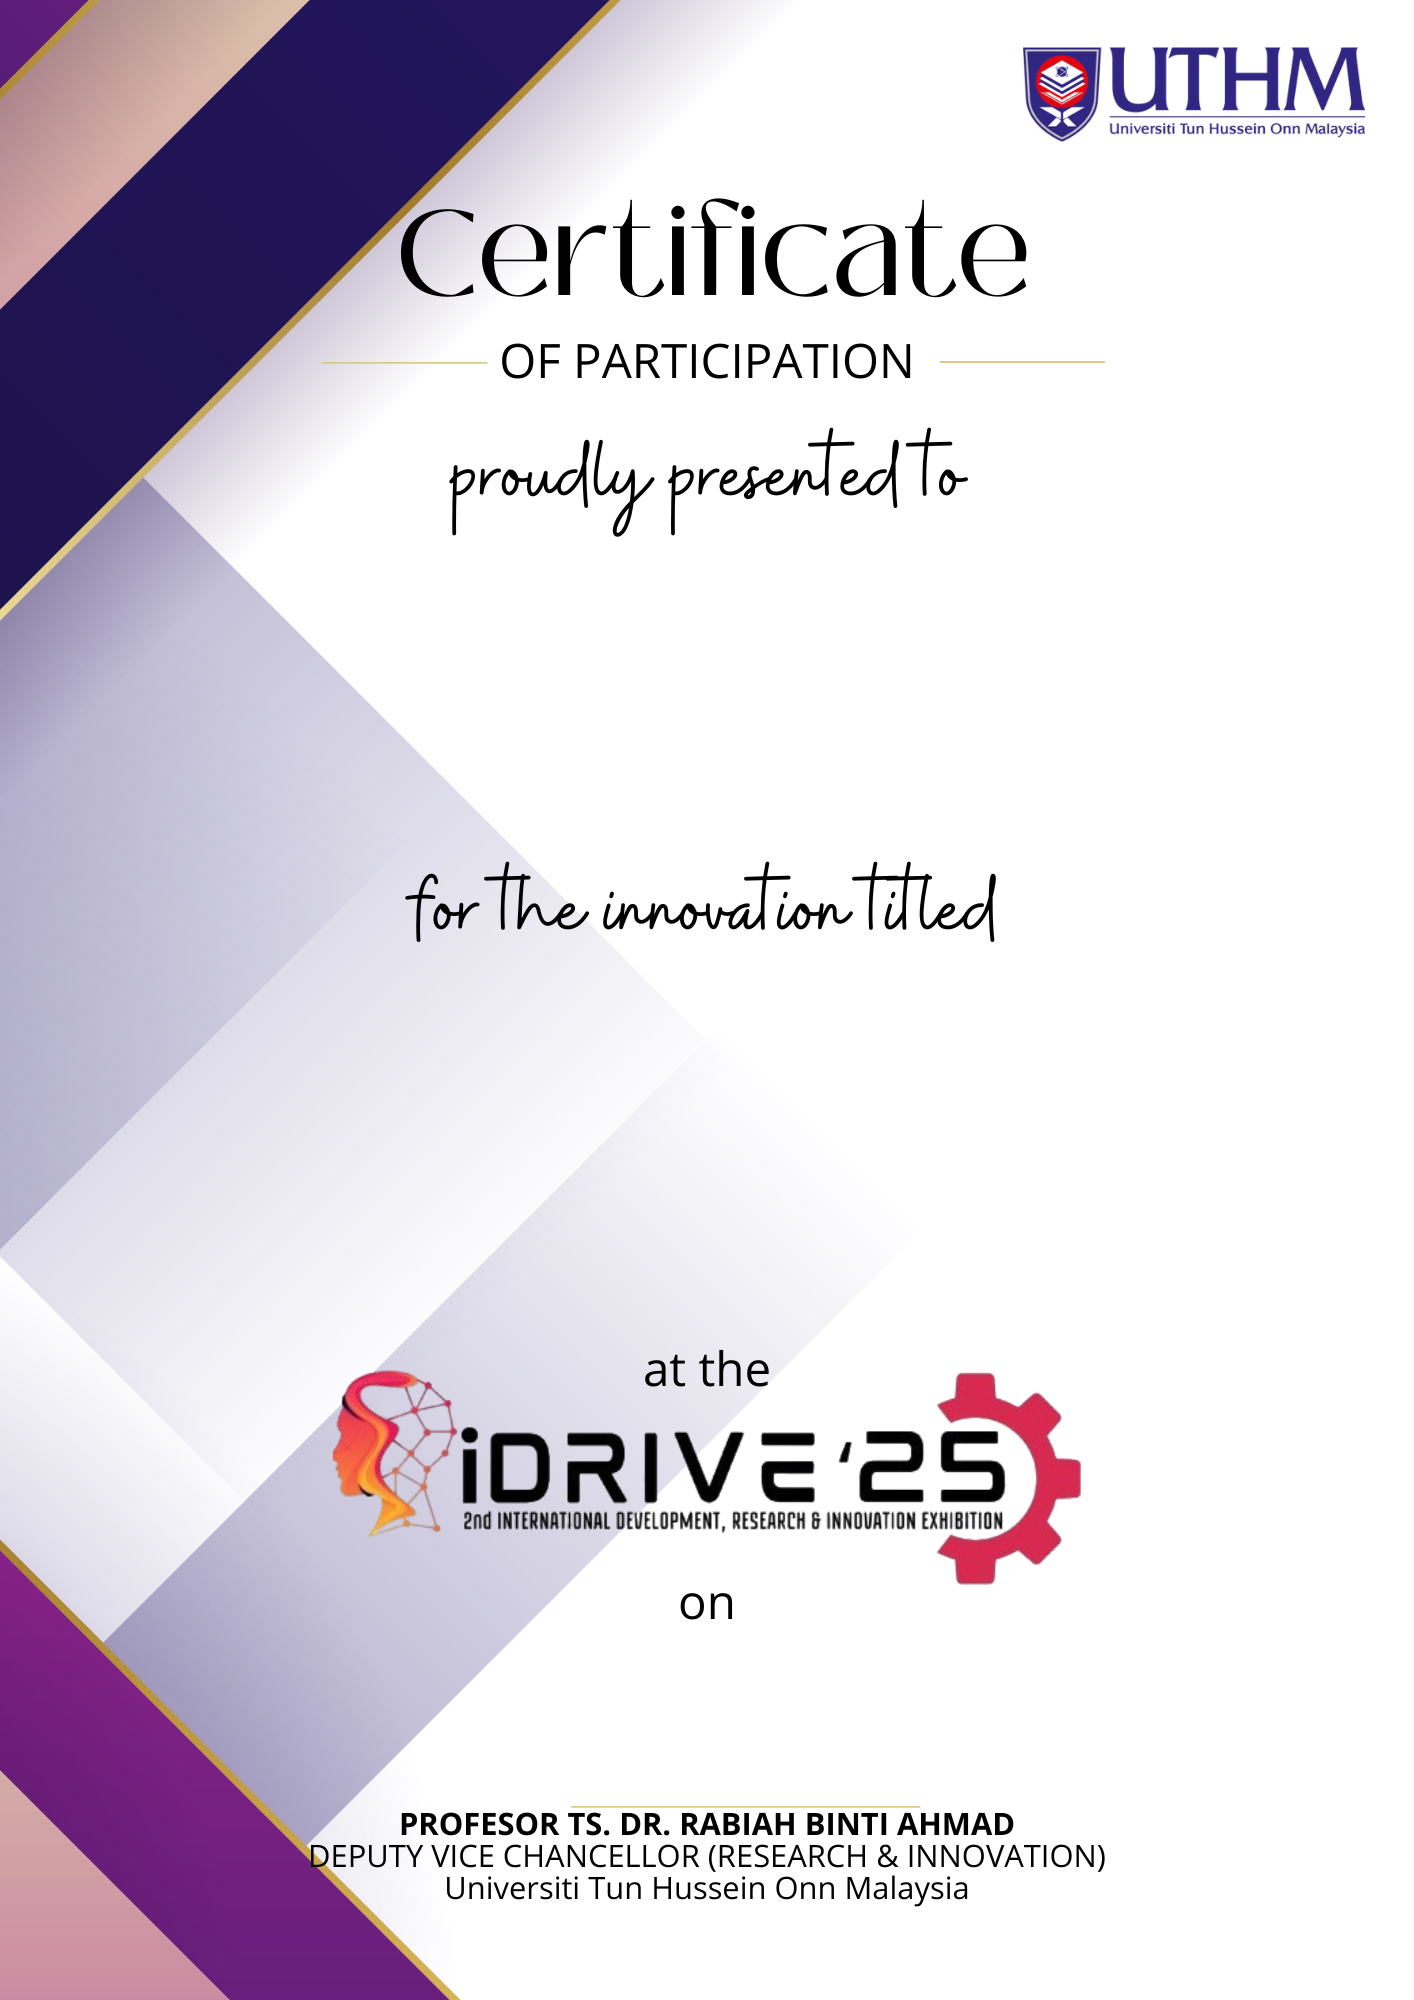 UTHM
Universiti Tun Hussein Onn Malaysia
Certificate
OF PARTICIPATION
proudly presented to
for the innovation titled
at the
iDRIVE '25
2nd INTERNATIONAL DEVELOPMENT, RESEARCH & INNOVATION EXHIBITION
on
PROFESOR TS. DR. RABIAH BINTI AHMAD
DEPUTY VICE CHANCELLOR (RESEARCH & INNOVATION)
Universiti Tun Hussein Onn Malaysia